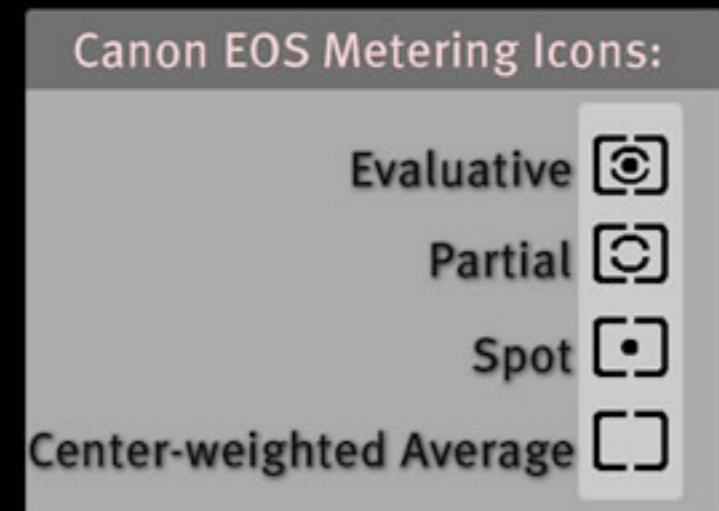 Canon EOS Metering Icons:
Evaluative
Partial
Spot
Center-weighted Average